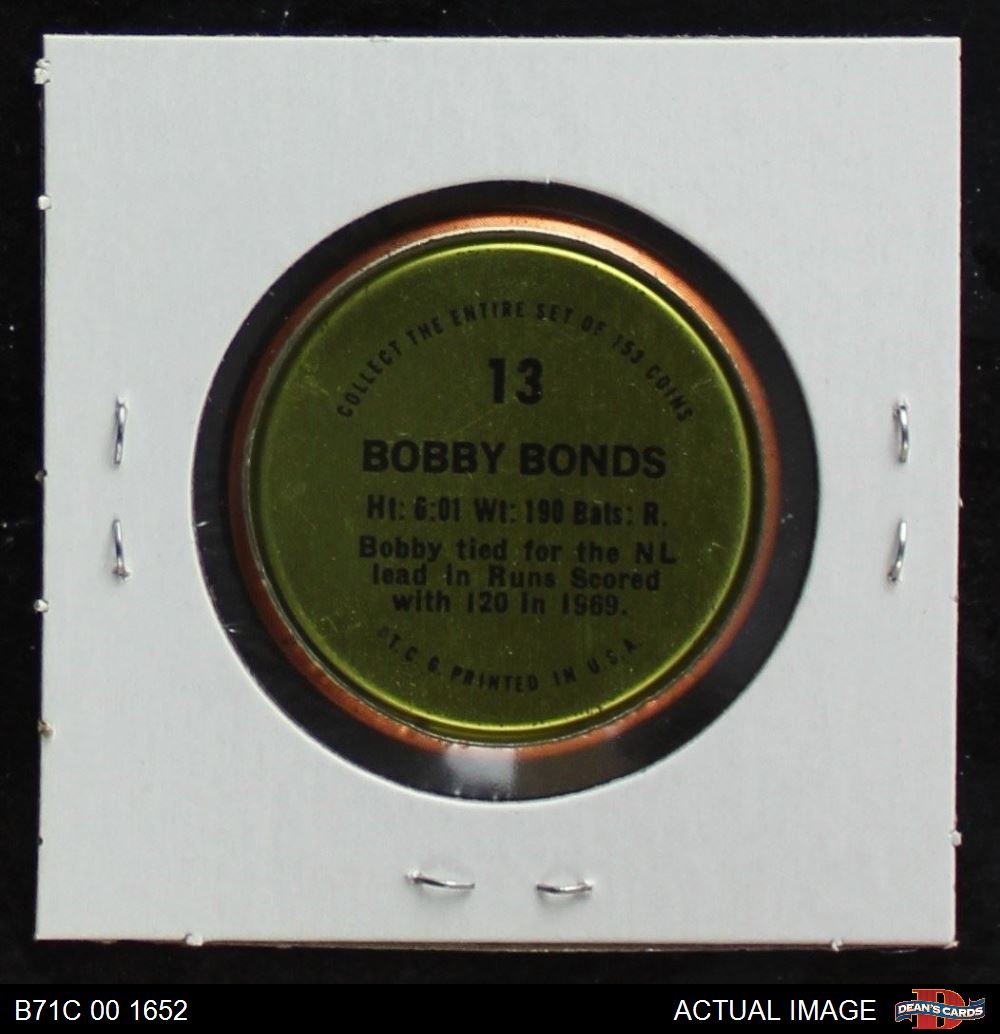 COLLECT THE ENTIRE SET OF 153 COINS
13
BOBBY BONDS
Ht: 6:01 Wt: 190 Bats: R.
Bobby tied for the NL
lead in Runs Scored
with 120 in 1969.
©T.C.G. PRINTED IN U.S.A.
B71C 00 1652
ACTUAL IMAGE
DEAN'S CARDS